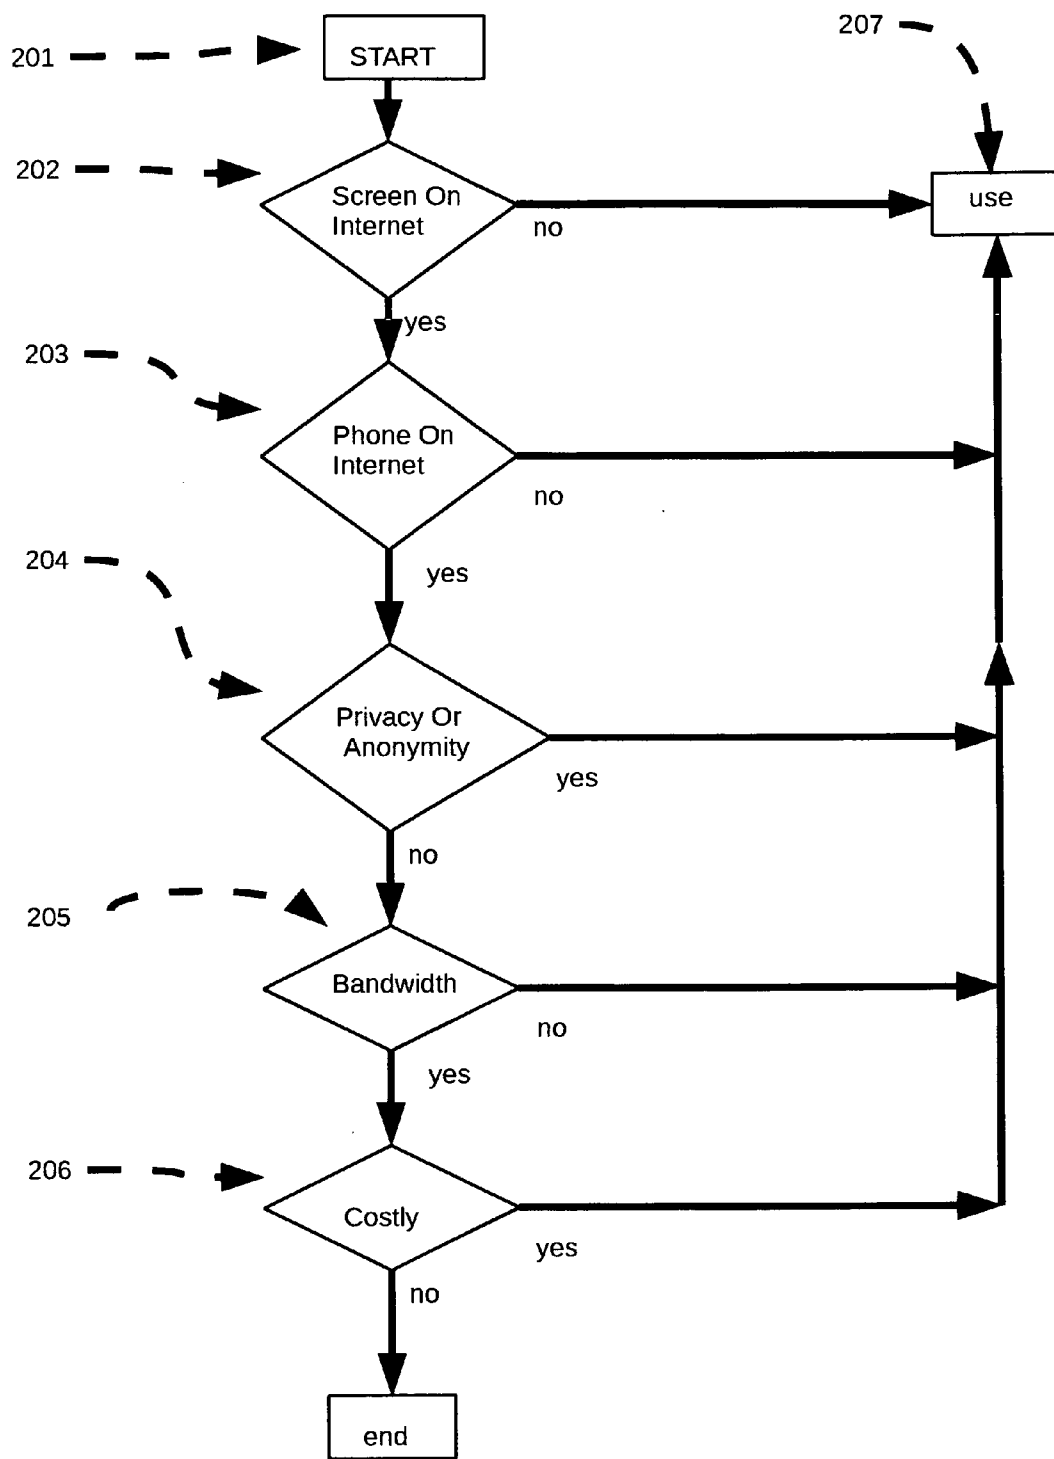 207
201
START
202
Screen On
Internet
use
no
yes
203
Phone On
Internet
no
204
yes
Privacy Or
Anonymity
yes
no
205
Bandwidth
no
yes
206
Costly
yes
no
end